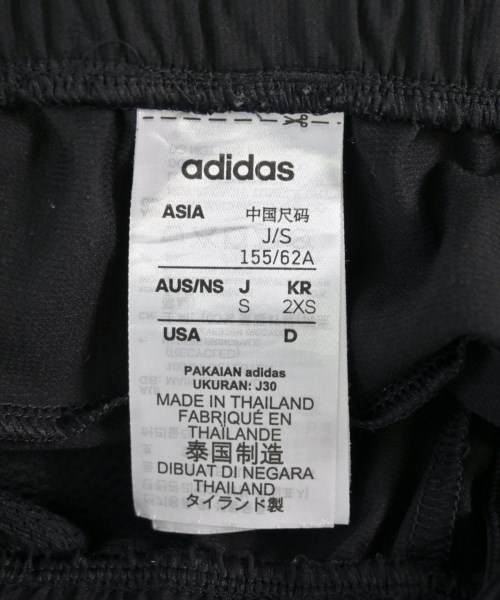 adidas
ASIA 中国尺码
J/S
155/62A
AUS/NS J KR
S 2XS
USA D
PAKAIAN adidas
UKURAN: J30
MADE IN THAILAND
FABRIQUÉ EN
THAÏLANDE
泰国制造
DIBUAT DI NEGARA
THAILAND
タイランド製